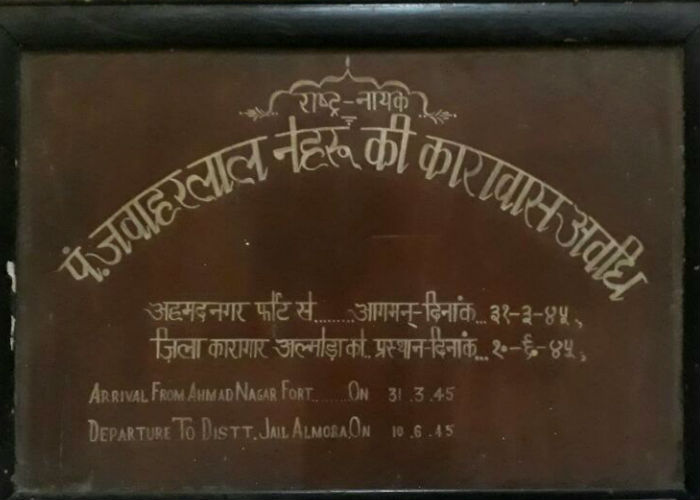 राष्ट्र-नायक
पं. जवाहरलाल नेहरू की कारावास अवधि
अहमदनगर फोर्ट से........आगमन्-दिनांक...३१-३-४५,
ज़िला कारागार अल्मोड़ा को.. प्रस्थान-दिनांक...१०-६-४५,
ARRIVAL FROM AHMAD NAGAR FORT.......ON 31.3.45
DEPARTURE TO DISTT. JAIL ALMORA,ON 10.6.45